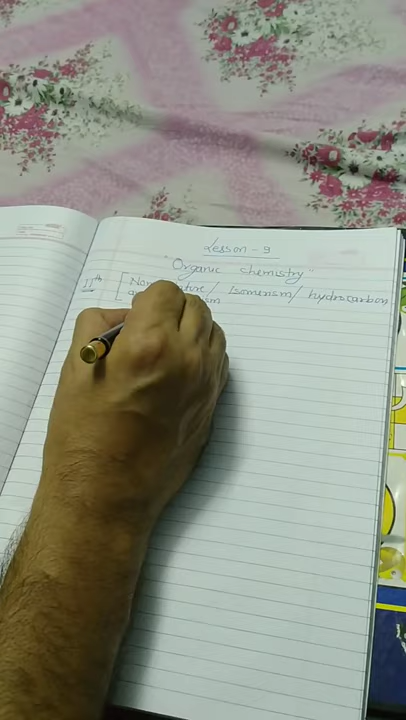 Lesson - 9
"Organic chemistry"
11th [ / Isomerism/ hydrocarbon